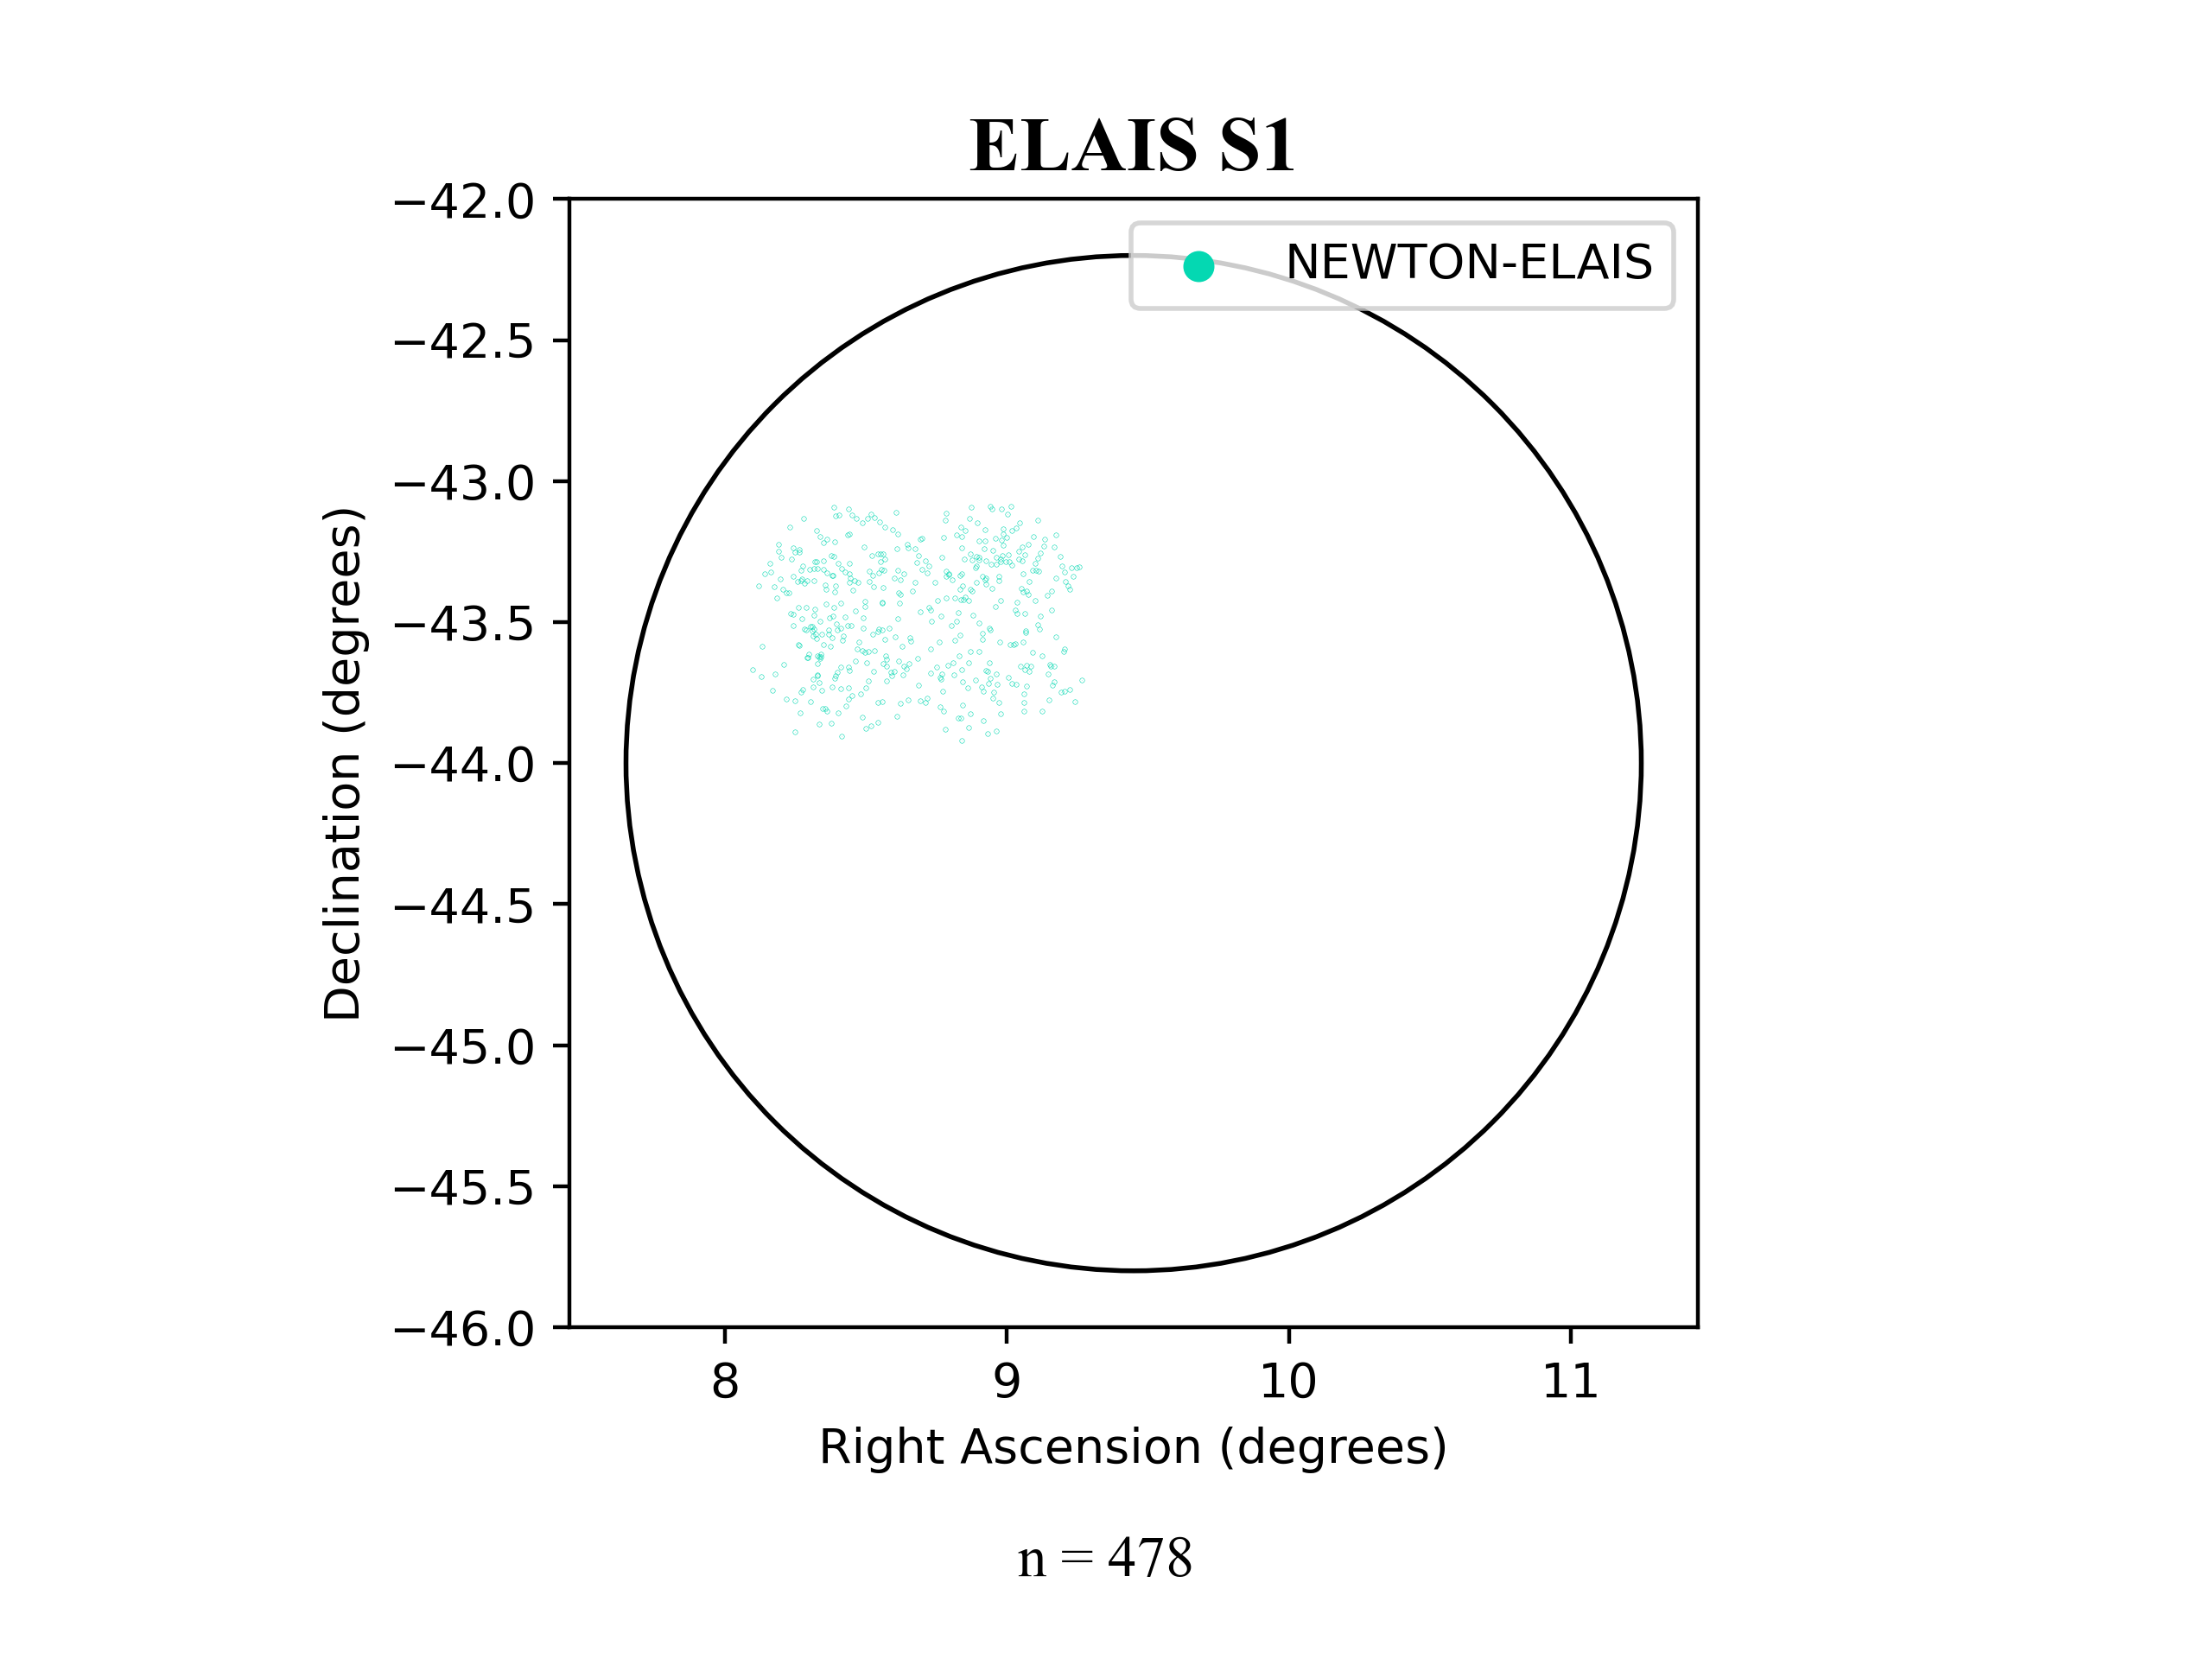 ELAIS S1
NEWTON-ELAIS
−42.0
−42.5
−43.0
−43.5
−44.0
−44.5
−45.0
−45.5
−46.0
Declination (degrees)
8 9 10 11
Right Ascension (degrees)
n = 478